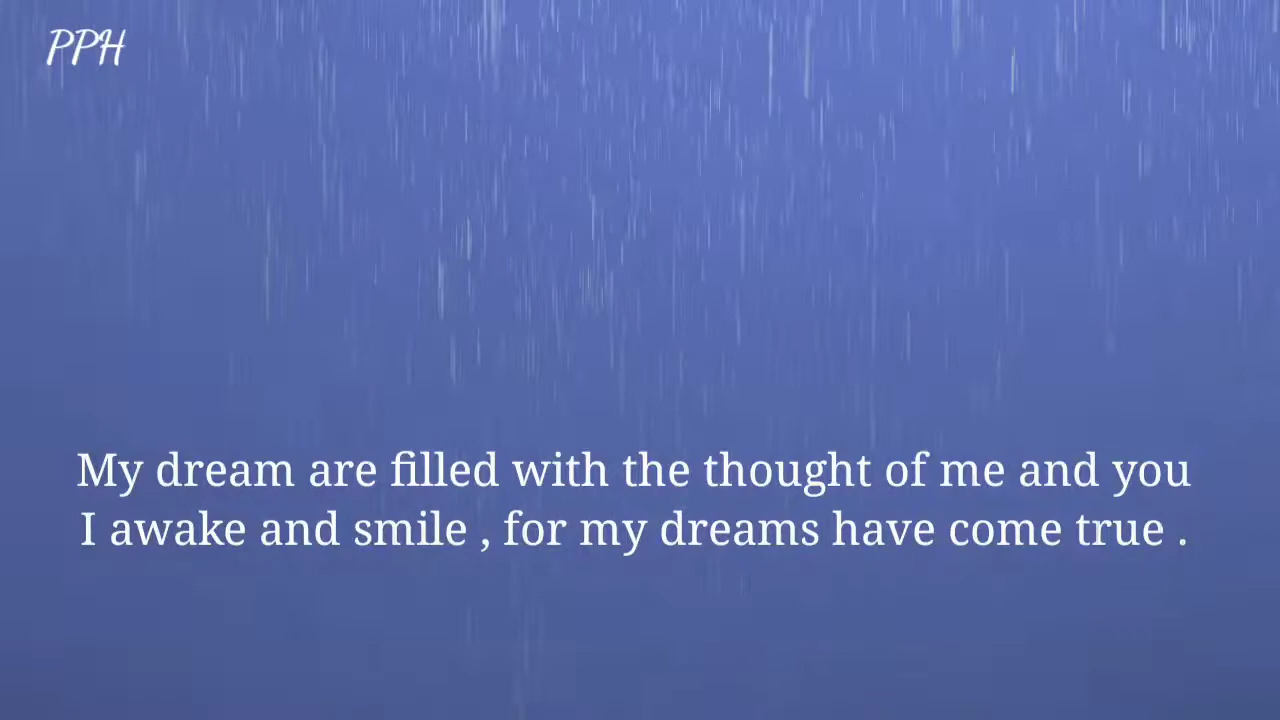 PPH
My dream are filled with the thought of me and you
I awake and smile , for my dreams have come true .